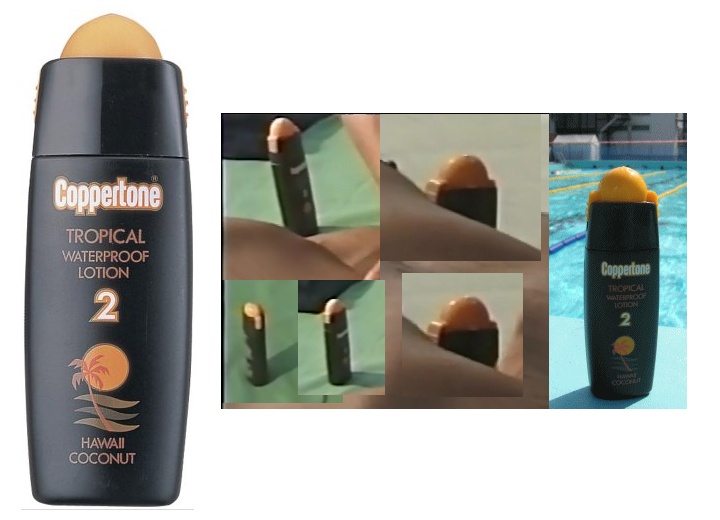 Coppertone®
TROPICAL
WATERPROOF
LOTION
2
HAWAII
COCONUT
Coppertone
TROPICAL
WATERPROOF
LOTION
2
HAWAII
COCONUT